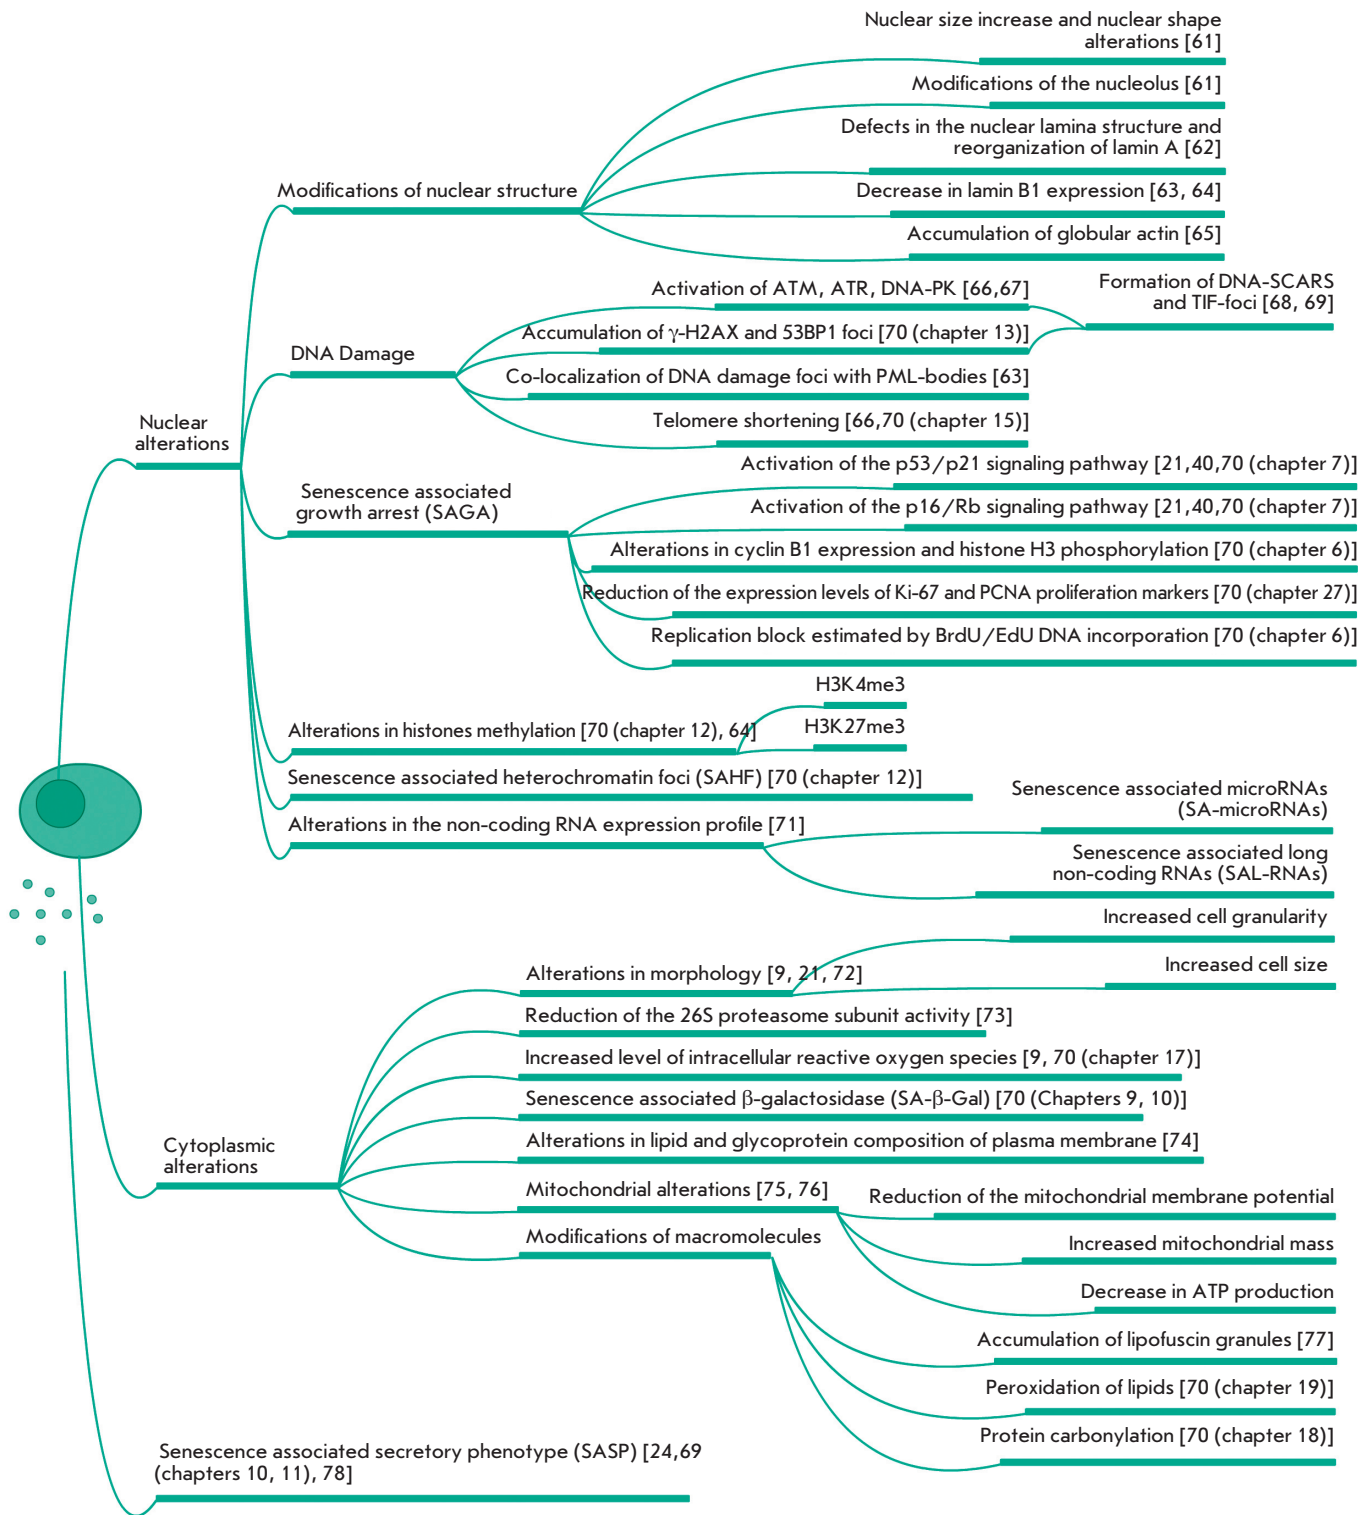 Nuclear size increase and nuclear shape
alterations [61]
Modifications of the nucleolus [61]
Defects in the nuclear lamina structure and
reorganization of lamin A [62]
Modifications of nuclear structure
Decrease in lamin B1 expression [63, 64]
Accumulation of globular actin [65]
Activation of ATM, ATR, DNA-PK [66,67]
Formation of DNA-SCARS
and TIF-foci [68, 69]
Accumulation of γ-H2AX and 53BP1 foci [70 (chapter 13)]
DNA Damage
Co-localization of DNA damage foci with PML-bodies [63]
Telomere shortening [66,70 (chapter 15)]
Nuclear
alterations
Activation of the p53/p21 signaling pathway [21,40,70 (chapter 7)]
Senescence associated
growth arrest (SAGA)
Activation of the p16/Rb signaling pathway [21,40,70 (chapter 7)]
Alterations in cyclin B1 expression and histone H3 phosphorylation [70 (chapter 6)]
Reduction of the expression levels of Ki-67 and PCNA proliferation markers [70 (chapter 27)]
Replication block estimated by BrdU/EdU DNA incorporation [70 (chapter 6)]
H3K4me3
Alterations in histones methylation [70 (chapter 12), 64]
H3K27me3
Senescence associated heterochromatin foci (SAHF) [70 (chapter 12)]
Senescence associated microRNAs
(SA-microRNAs)
Alterations in the non-coding RNA expression profile [71]
Senescence associated long
non-coding RNAs (SAL-RNAs)
Increased cell granularity
Alterations in morphology [9, 21, 72]
Increased cell size
Reduction of the 26S proteasome subunit activity [73]
Increased level of intracellular reactive oxygen species [9, 70 (chapter 17)]
Senescence associated β-galactosidase (SA-β-Gal) [70 (Chapters 9, 10)]
Cytoplasmic
alterations
Alterations in lipid and glycoprotein composition of plasma membrane [74]
Mitochondrial alterations [75, 76]
Reduction of the mitochondrial membrane potential
Modifications of macromolecules
Increased mitochondrial mass
Decrease in ATP production
Accumulation of lipofuscin granules [77]
Peroxidation of lipids [70 (chapter 19)]
Protein carbonylation [70 (chapter 18)]
Senescence associated secretory phenotype (SASP) [24,69
(chapters 10, 11), 78]